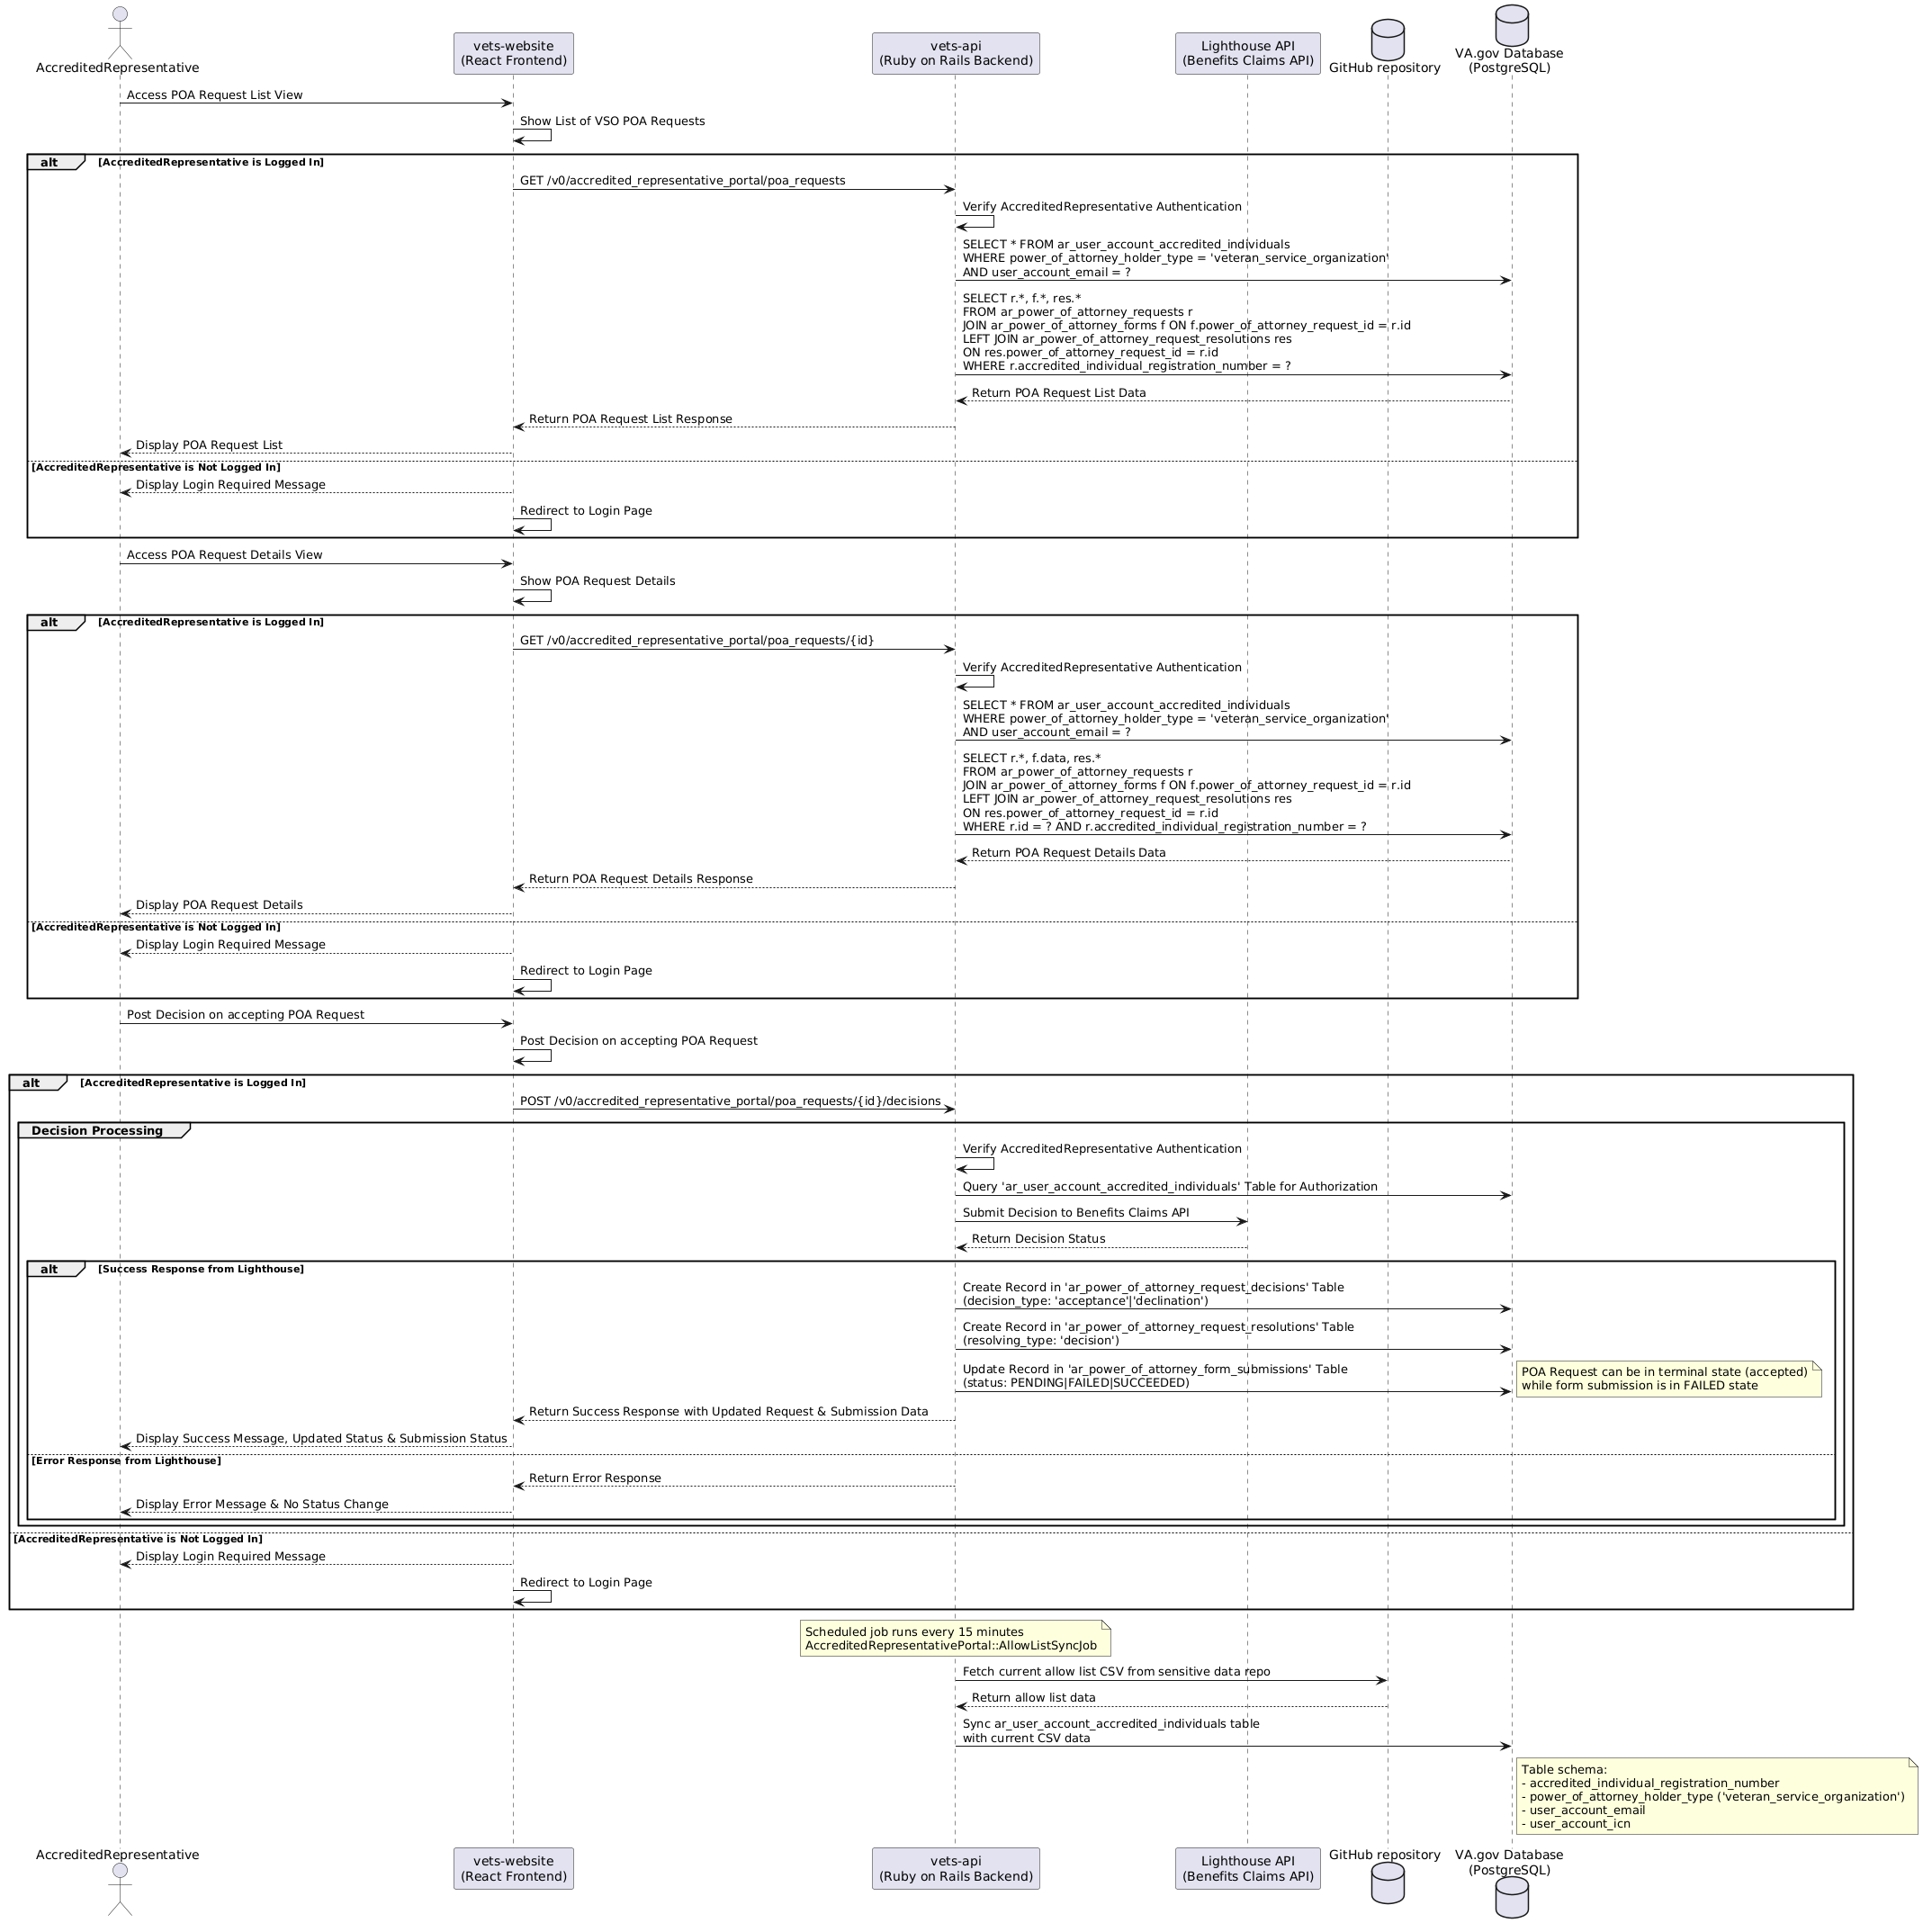 AccreditedRepresentative
vets-website
(React Frontend)
vets-api
(Ruby on Rails Backend)
Lighthouse API
(Benefits Claims API)
GitHub repository
VA.gov Database
(PostgreSQL)
Access POA Request List View
Show List of VSO POA Requests
alt [AccreditedRepresentative is Logged In]
GET /v0/accredited_representative_portal/poa_requests
Verify AccreditedRepresentative Authentication
SELECT * FROM ar_user_account_accredited_individuals
WHERE power_of_attorney_holder_type = 'veteran_service_organization'
AND user_account_email = ?
SELECT r.*, f.*, res.*
FROM ar_power_of_attorney_requests r
JOIN ar_power_of_attorney_forms f ON f.power_of_attorney_request_id = r.id
LEFT JOIN ar_power_of_attorney_request_resolutions res
ON res.power_of_attorney_request_id = r.id
WHERE r.accredited_individual_registration_number = ?
Return POA Request List Data
Return POA Request List Response
Display POA Request List
[AccreditedRepresentative is Not Logged In]
Display Login Required Message
Redirect to Login Page
Access POA Request Details View
Show POA Request Details
alt [AccreditedRepresentative is Logged In]
GET /v0/accredited_representative_portal/poa_requests/{id}
Verify AccreditedRepresentative Authentication
SELECT * FROM ar_user_account_accredited_individuals
WHERE power_of_attorney_holder_type = 'veteran_service_organization'
AND user_account_email = ?
SELECT r.*, f.data, res.*
FROM ar_power_of_attorney_requests r
JOIN ar_power_of_attorney_forms f ON f.power_of_attorney_request_id = r.id
LEFT JOIN ar_power_of_attorney_request_resolutions res
ON res.power_of_attorney_request_id = r.id
WHERE r.id = ? AND r.accredited_individual_registration_number = ?
Return POA Request Details Data
Return POA Request Details Response
Display POA Request Details
[AccreditedRepresentative is Not Logged In]
Display Login Required Message
Redirect to Login Page
Post Decision on accepting POA Request
Post Decision on accepting POA Request
alt [AccreditedRepresentative is Logged In]
POST /v0/accredited_representative_portal/poa_requests/{id}/decisions
Decision Processing
Verify AccreditedRepresentative Authentication
Query 'ar_user_account_accredited_individuals' Table for Authorization
Submit Decision to Benefits Claims API
Return Decision Status
alt [Success Response from Lighthouse]
Create Record in 'ar_power_of_attorney_request_decisions' Table
(decision_type: 'acceptance'|'declination')
Create Record in 'ar_power_of_attorney_request_resolutions' Table
(resolving_type: 'decision')
Update Record in 'ar_power_of_attorney_form_submissions' Table
(status: PENDING|FAILED|SUCCEEDED)
POA Request can be in terminal state (accepted)
while form submission is in FAILED state
Return Success Response with Updated Request & Submission Data
Display Success Message, Updated Status & Submission Status
[Error Response from Lighthouse]
Return Error Response
Display Error Message & No Status Change
[AccreditedRepresentative is Not Logged In]
Display Login Required Message
Redirect to Login Page
Scheduled job runs every 15 minutes
AccreditedRepresentativePortal::AllowListSyncJob
Fetch current allow list CSV from sensitive data repo
Return allow list data
Sync ar_user_account_accredited_individuals table
with current CSV data
Table schema:
- accredited_individual_registration_number
- power_of_attorney_holder_type ('veteran_service_organization')
- user_account_email
- user_account_icn
AccreditedRepresentative
vets-website
(React Frontend)
vets-api
(Ruby on Rails Backend)
Lighthouse API
(Benefits Claims API)
GitHub repository
VA.gov Database
(PostgreSQL)